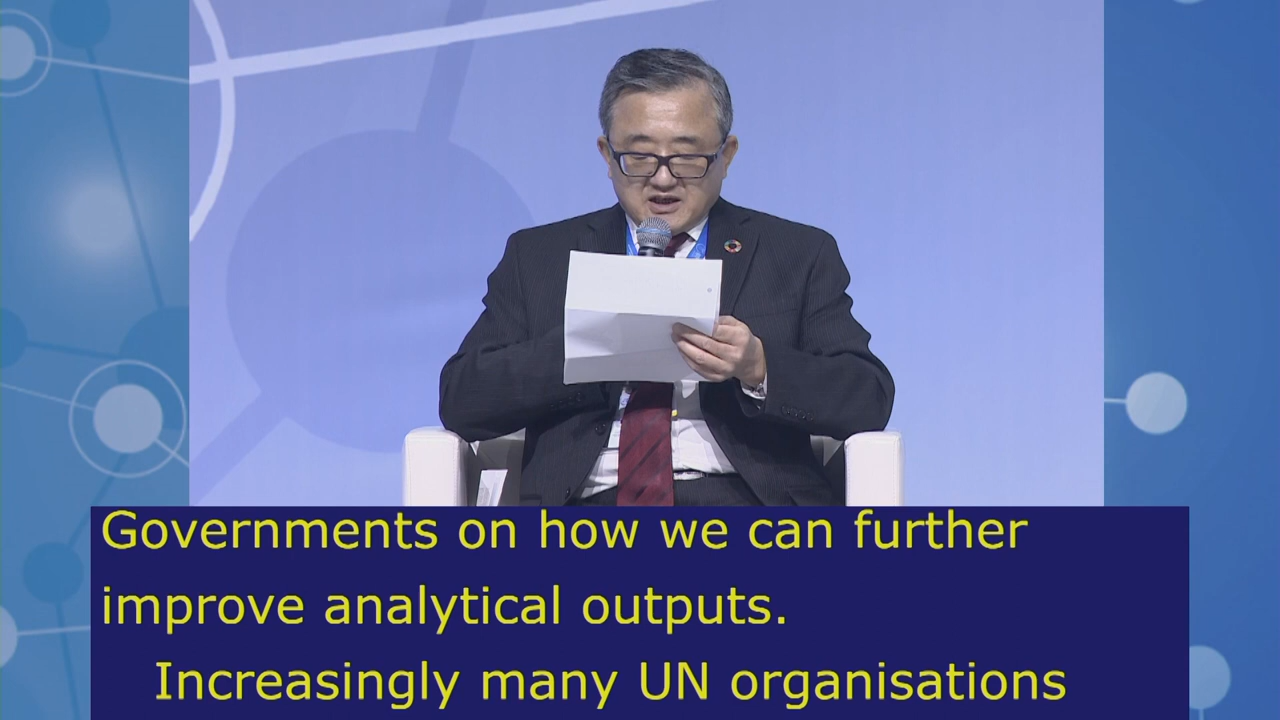 Governments on how we can further
improve analytical outputs.
Increasingly many UN organisations